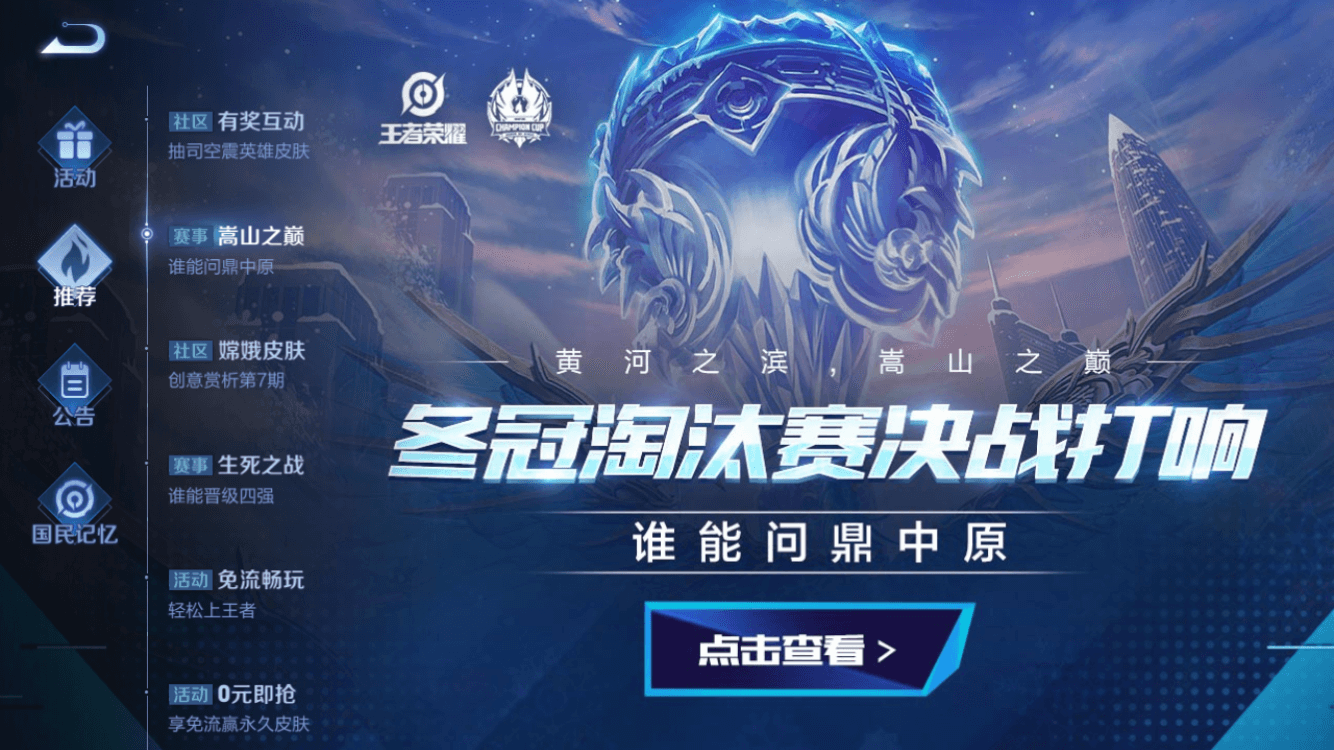 活动
推荐
公告
国民记忆
社区 有奖互动
抽司空震英雄皮肤
赛事 嵩山之巅
谁能问鼎中原
社区 嫦娥皮肤
创意赏析第7期
赛事 生死之战
谁能晋级四强
活动 免流畅玩
轻松上王者
活动 0元即抢
享免流赢永久皮肤
王者荣耀
CHAMPION CUP
黄河之滨,嵩山之巅
冬冠淘汰赛决战打响
谁能问鼎中原
点击查看 >